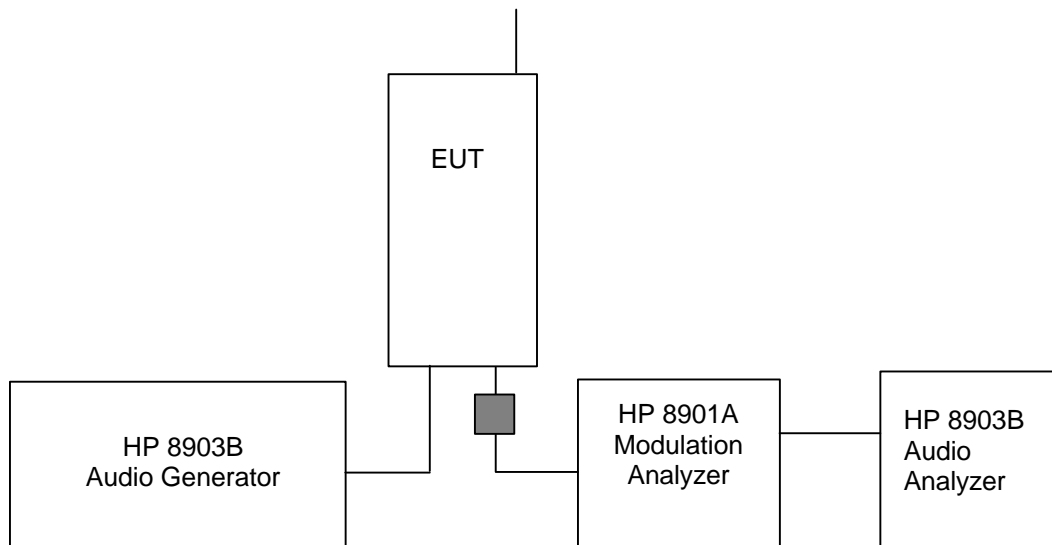 EUT
HP 8903B
Audio Generator
HP 8901A
Modulation
Analyzer
HP 8903B
Audio
Analyzer